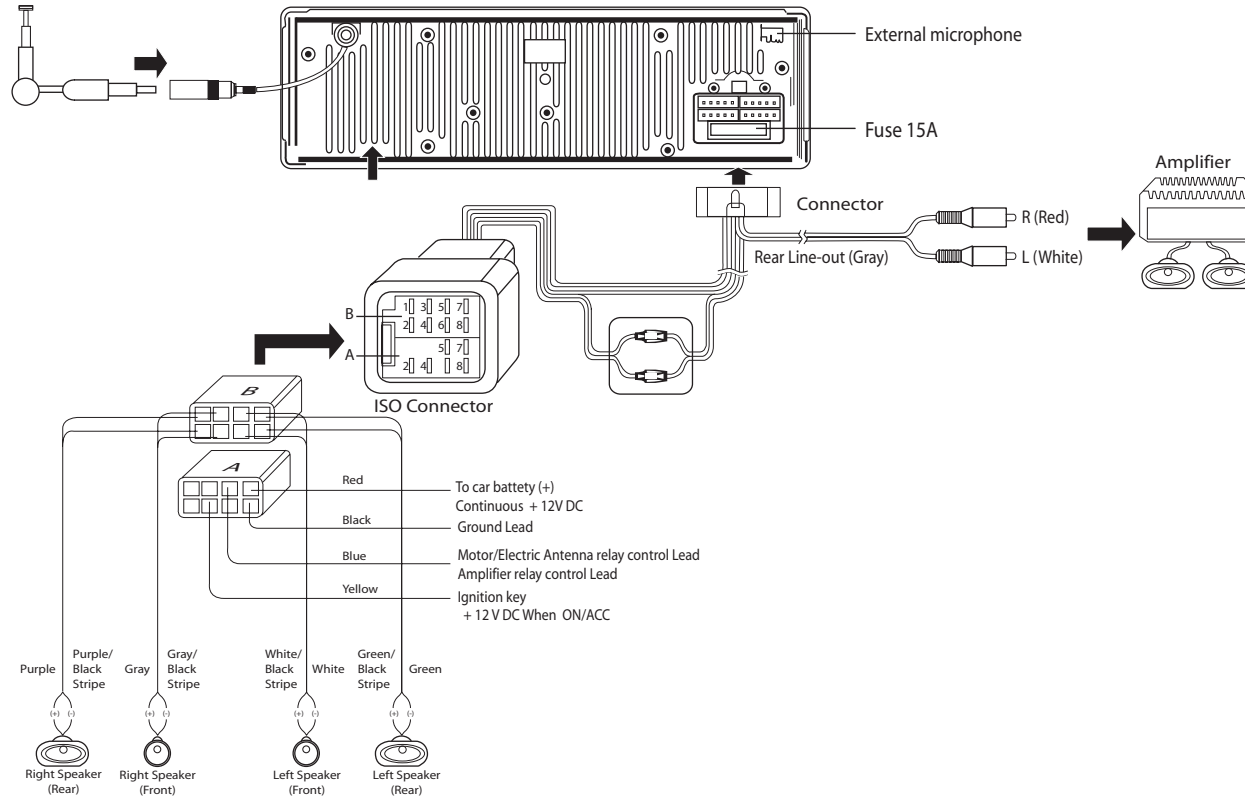 External microphone
Fuse 15A
Amplifier
Connector
R (Red)
Rear Line-out (Gray)
L (White)
B
1 3 5 7
2 4 6 8
A
5 7
2 4 8
ISO Connector
B
A
Red
To car battety (+)
Continuous + 12V DC
Black
Ground Lead
Blue
Motor/Electric Antenna relay control Lead
Amplifier relay control Lead
Yellow
Ignition key
+ 12 V DC When ON/ACC
Purple
Purple/
Black
Stripe
Gray
Gray/
Black
Stripe
White/
Black
Stripe
White
Green/
Black
Stripe
Green
(+) (-)
(+) (-)
(+) (-)
(+) (-)
Right Speaker
(Rear)
Right Speaker
(Front)
Left Speaker
(Front)
Left Speaker
(Rear)